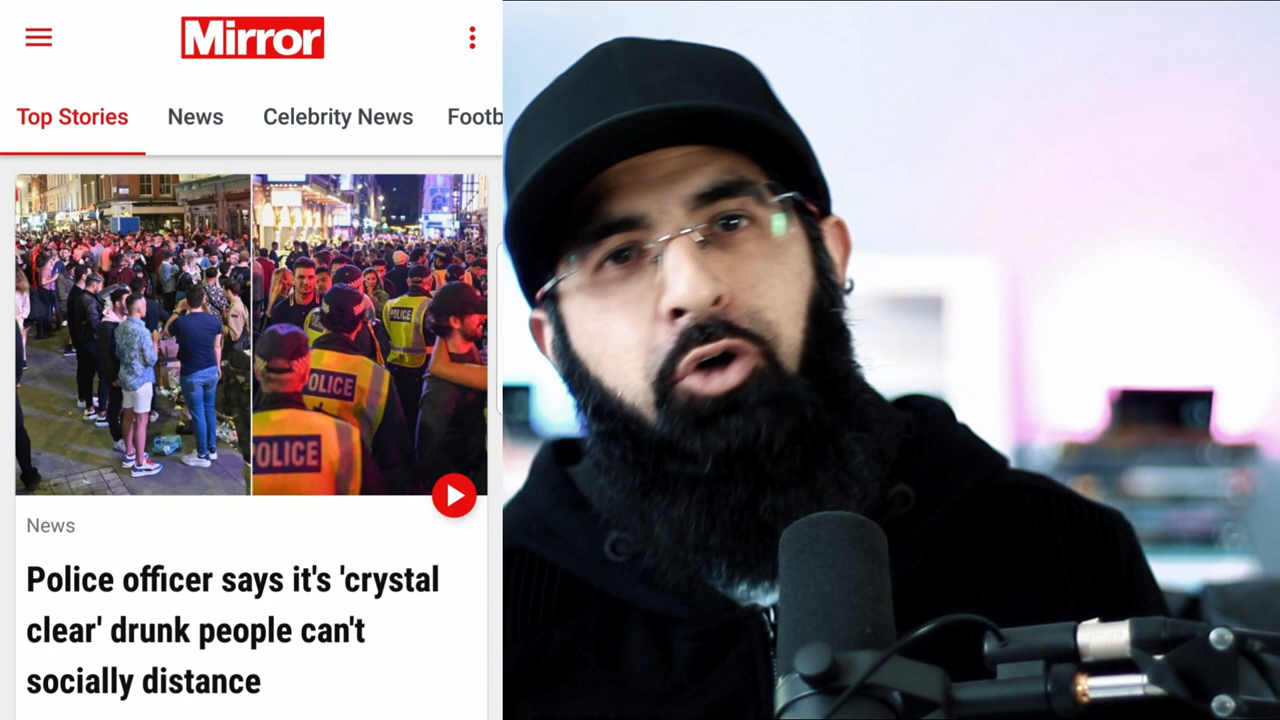 Mirror
Top Stories News Celebrity News Footb
POLICE
POLICE
POLICE
News
Police officer says it's 'crystal
clear' drunk people can't
socially distance